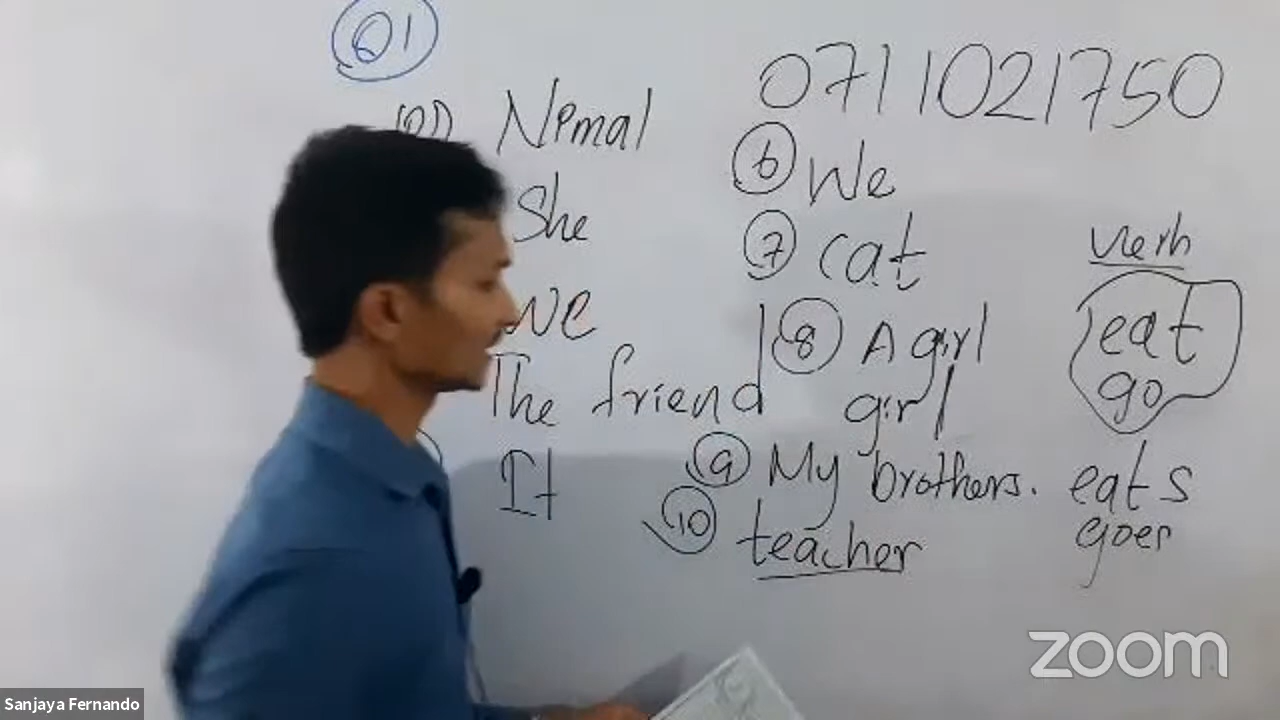 01
Nimal
She
We
The friend
It
0711021750
6 We
7 cat
8 A girl
girl
9 My brothers.
10 teacher
verb
eat
go
eats
goes
zoom
Sanjaya Fernando